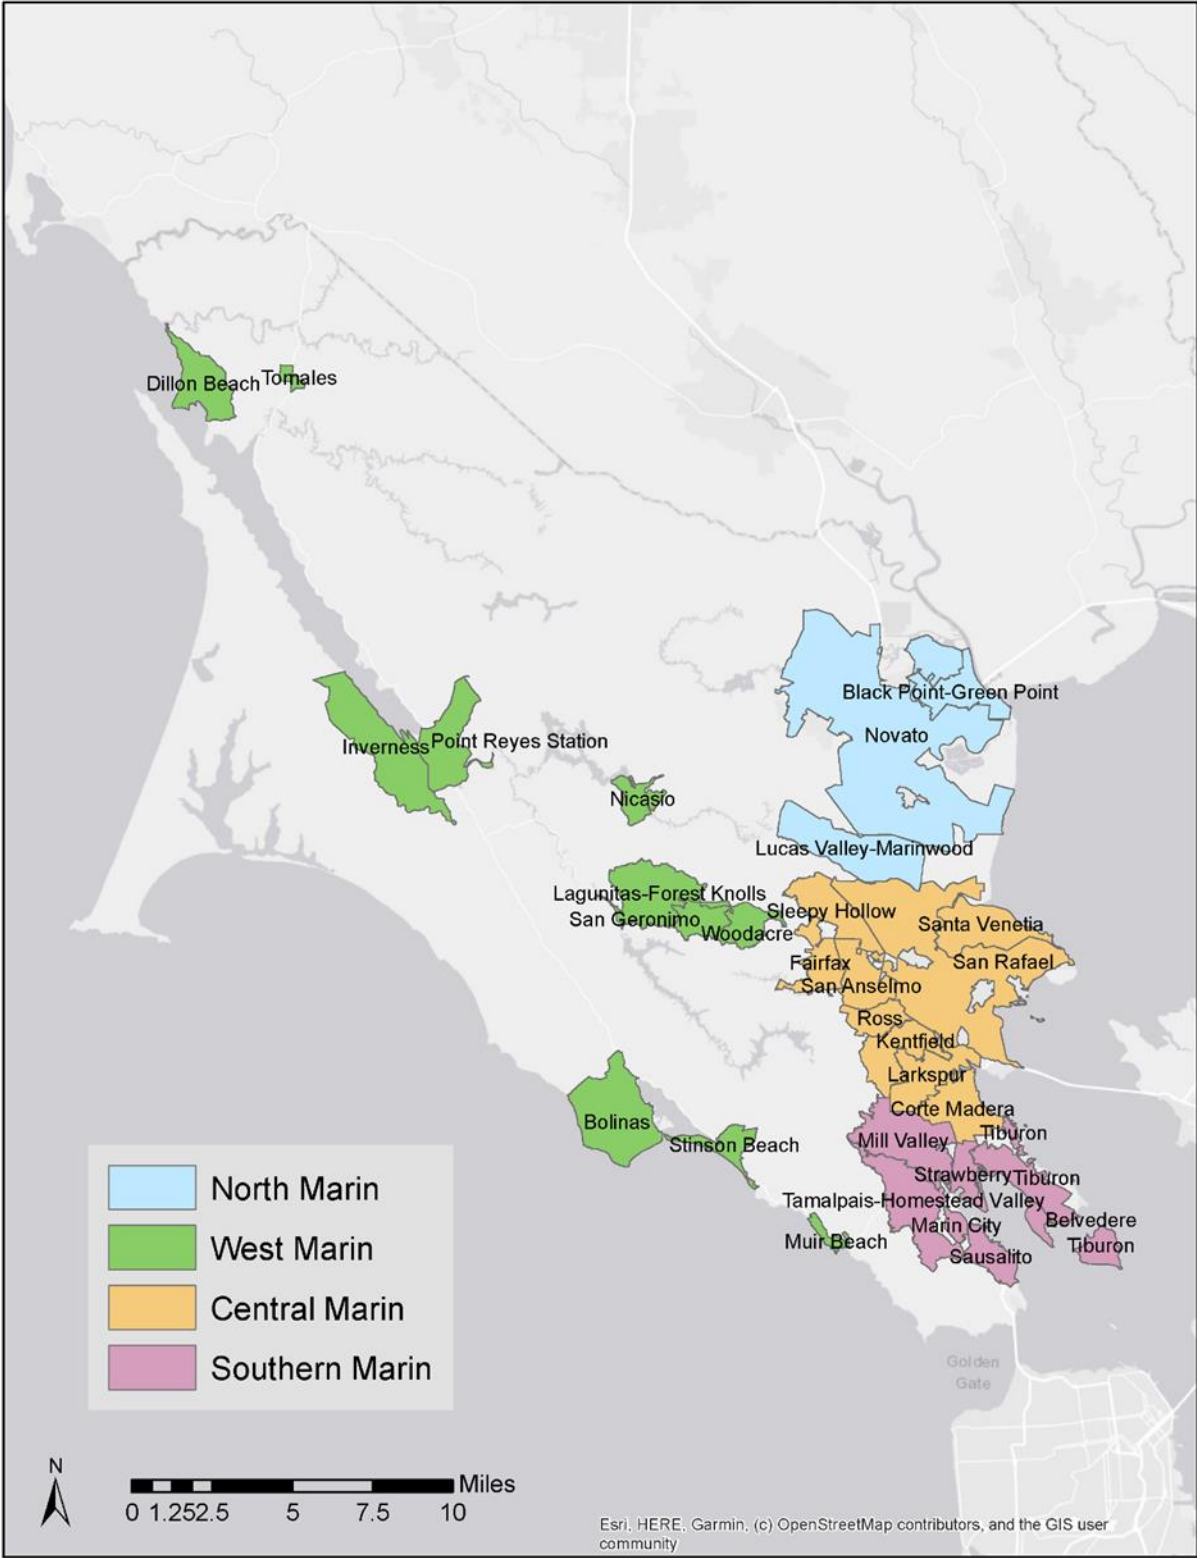 Dillon Beach
Tomales
Black Point-Green Point
Novato
Inverness
Point Reyes Station
Nicasio
Lucas Valley-Marinwood
Lagunitas-Forest Knolls
San Geronimo
Woodacre
Sleepy Hollow
Santa Venetia
Fairfax
San Rafael
San Anselmo
Ross
Kentfield
Larkspur
Corte Madera
Bolinas
Stinson Beach
Mill Valley
Tiburon
Strawberry
Tiburon
Tamalpais-Homestead Valley
Marin City
Belvedere
Muir Beach
Sausalito
Tiburon
North Marin
West Marin
Central Marin
Southern Marin
Golden
Gate
N
Miles
0 1.25 2.5 5 7.5 10
Esri, HERE, Garmin, (c) OpenStreetMap contributors, and the GIS user
community